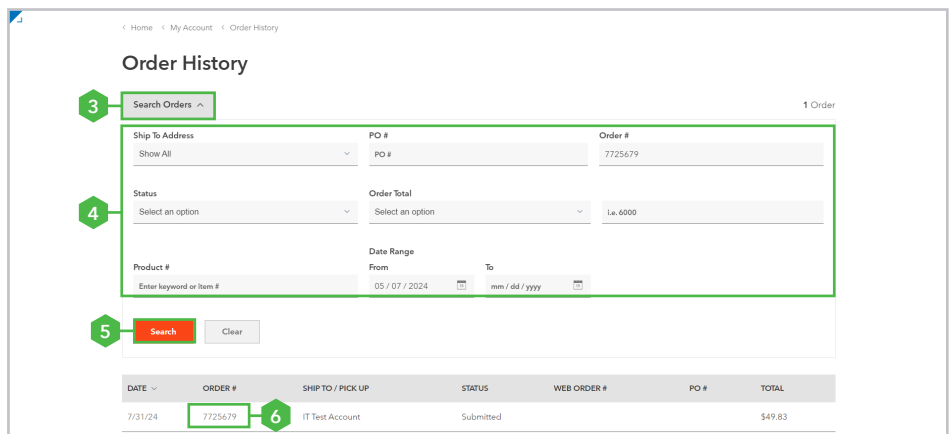 < Home < My Account < Order History
Order History
3 Search Orders 1 Order
Ship To Address PO # Order #
Show All PO # 7725679
4
Status Order Total
Select an option Select an option i.e. 6000
Date Range
Product # From To
Enter keyword or item # 05 / 07 / 2024 mm / dd / yyyy
5 Search Clear
DATE ORDER # SHIP TO / PICK UP STATUS WEB ORDER # PO # TOTAL
7/31/24 7725679 6 IT Test Account Submitted $49.83